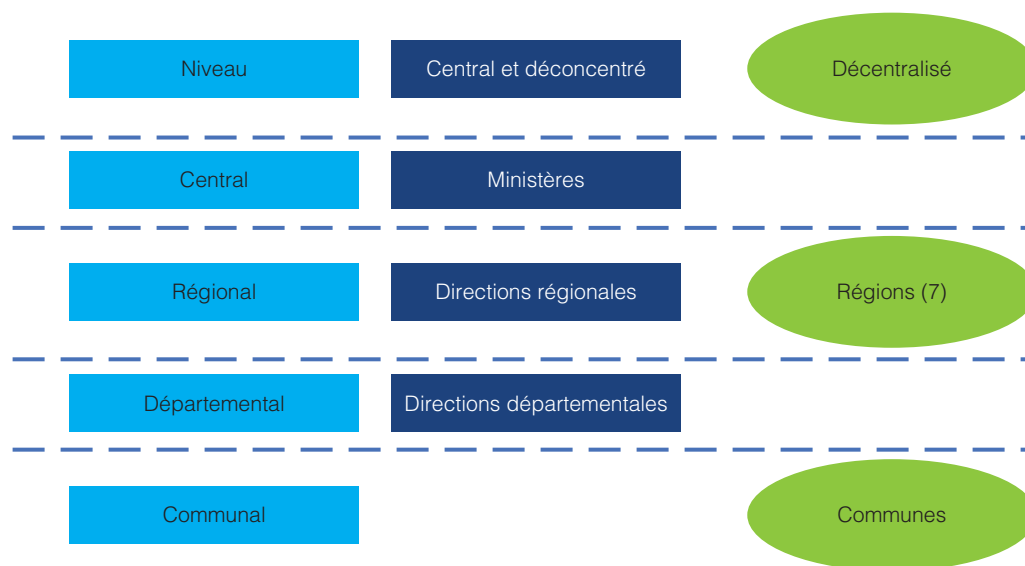 Niveau
Central et déconcentré
Décentralisé
Central
Ministères
Régional
Directions régionales
Régions (7)
Départemental
Directions départementales
Communal
Communes